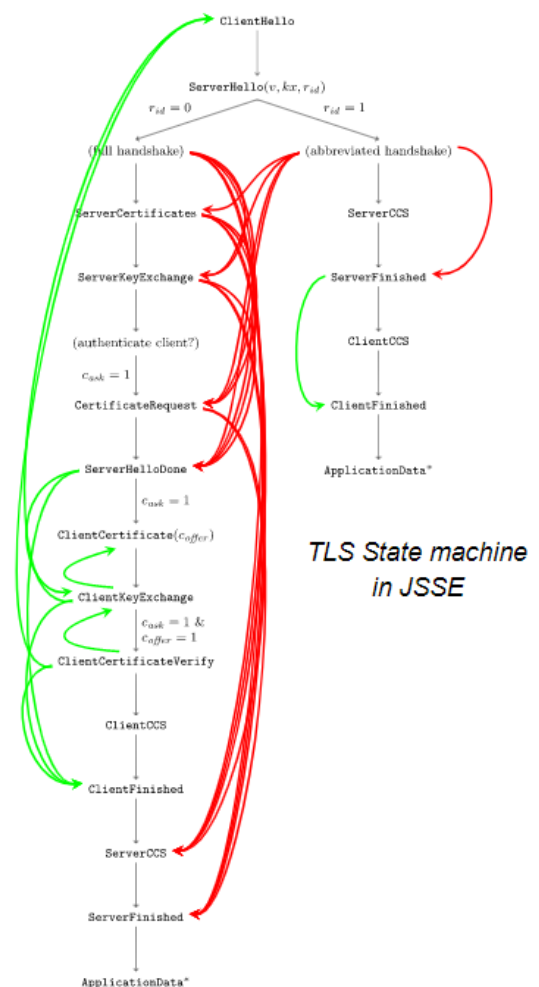 ClientHello
ServerHello(v, kx, r_id)
r_id = 0
r_id = 1
(full handshake)
(abbreviated handshake)
ServerCertificates
ServerCCS
ServerKeyExchange
ServerFinished
(authenticate client?)
ClientCCS
c_ask = 1
CertificateRequest
ClientFinished
ServerHelloDone
ApplicationData*
c_ask = 1
ClientCertificate(c_offer)
TLS State machine
in JSSE
ClientKeyExchange
c_ask = 1 &
c_offer = 1
ClientCertificateVerify
ClientCCS
ClientFinished
ServerCCS
ServerFinished
ApplicationData*